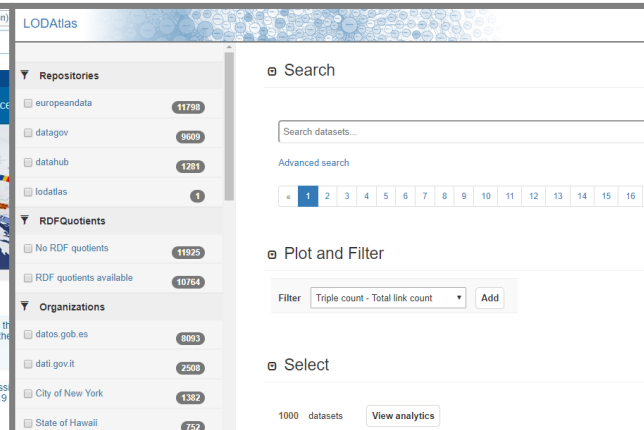 LODAtlas
Repositories
europeandata 11798
datagov 9609
datahub 1281
lodatlas 1
RDFQuotients
No RDF quotients 11925
RDF quotients available 10764
Organizations
datos.gob.es 8093
dati.gov.it 2508
City of New York 1382
State of Hawaii 752
Search
Search datasets...
Advanced search
« 1 2 3 4 5 6 7 8 9 10 11 12 13 14 15 16
Plot and Filter
Filter Triple count - Total link count Add
Select
1000 datasets View analytics